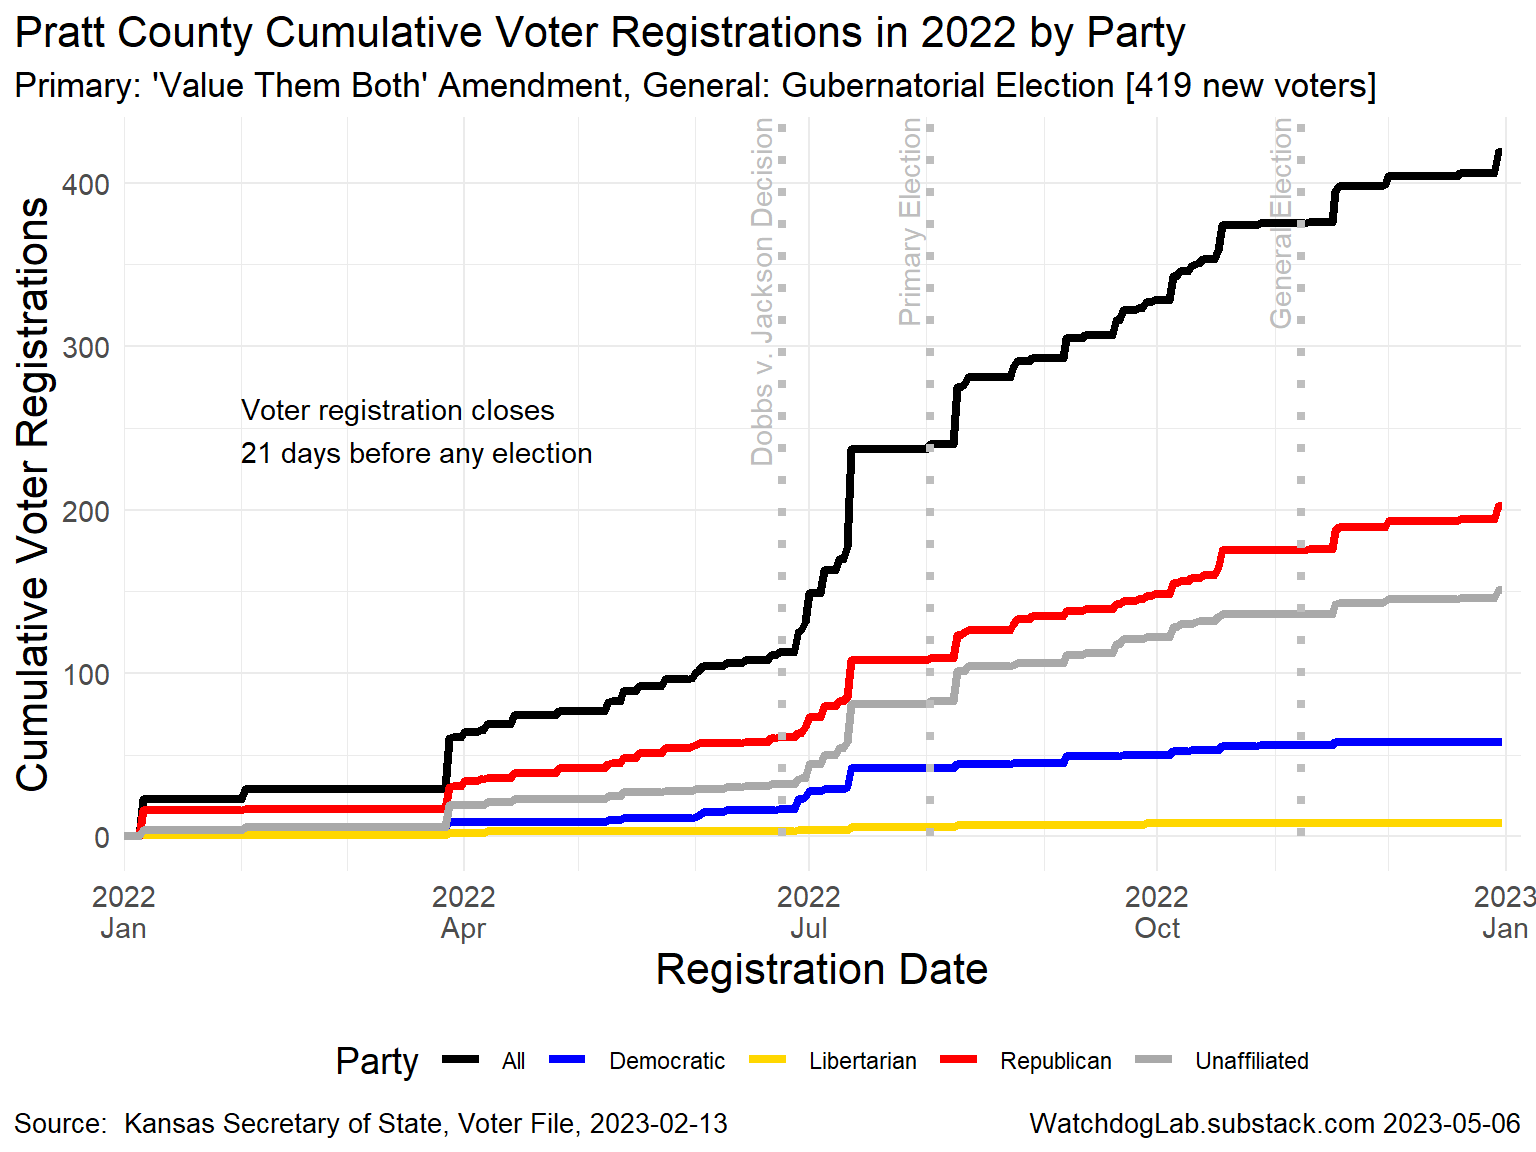 Pratt County Cumulative Voter Registrations in 2022 by Party
Primary: 'Value Them Both' Amendment, General: Gubernatorial Election [419 new voters]
Cumulative Voter Registrations
400
300
200
100
0
Dobbs v. Jackson Decision
Primary Election
General Election
Voter registration closes
21 days before any election
2022
Jan
2022
Apr
2022
Jul
2022
Oct
2023
Jan
Registration Date
Party
All
Democratic
Libertarian
Republican
Unaffiliated
Source:  Kansas Secretary of State, Voter File, 2023-02-13
WatchdogLab.substack.com 2023-05-06